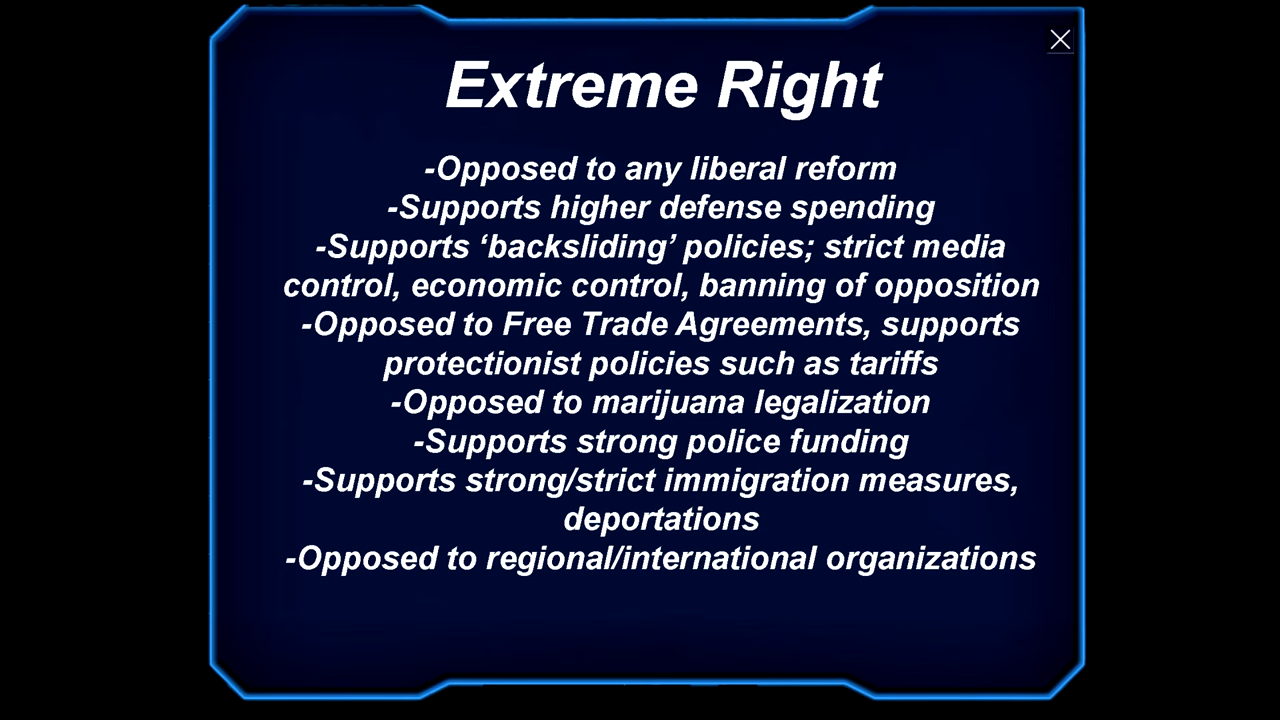 Extreme Right
-Opposed to any liberal reform
-Supports higher defense spending
-Supports ‘backsliding’ policies; strict media
control, economic control, banning of opposition
-Opposed to Free Trade Agreements, supports
protectionist policies such as tariffs
-Opposed to marijuana legalization
-Supports strong police funding
-Supports strong/strict immigration measures,
deportations
-Opposed to regional/international organizations